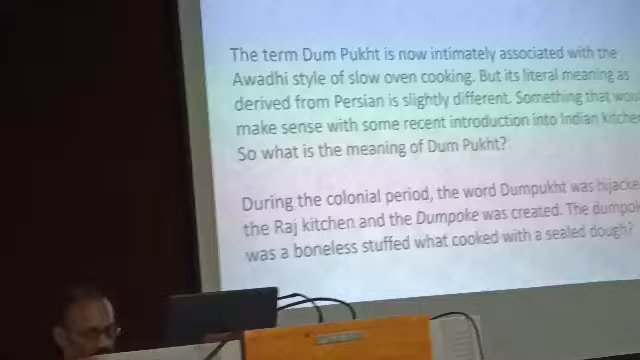 The term Dum Pukht is now intimately associated with the
Awadhi style of slow oven cooking. But its literal meaning as
derived from Persian is slightly different. Something that
make sense with some recent introduction into Indian
So what is the meaning of Dum Pukht?
During the colonial period, the word Dumpukht was
the Raj kitchen and the Dumpoke was created. The
was a boneless stuffed what cooked with a sealed dough?